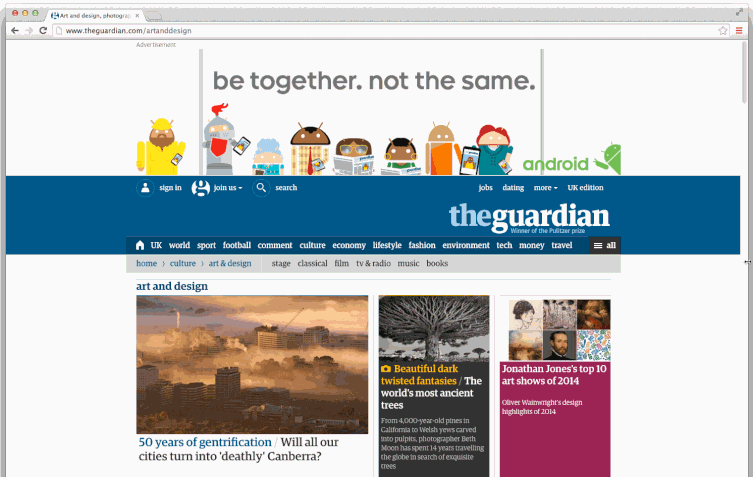 Art and design, photograp
www.theguardian.com/artanddesign
Advertisement
be together. not the same.
android
sign in join us search jobs dating more UK edition
theguardian
Winner of the Pulitzer prize
UK world sport football comment culture economy lifestyle fashion environment tech money travel all
home › culture › art & design stage classical film tv & radio music books
art and design
50 years of gentrification / Will all our
cities turn into 'deathly' Canberra?
Beautiful dark
twisted fantasies / The
world's most ancient
trees
From 4,000-year-old pines in
California to Welsh yews carved
into pulpits, photographer Beth
Moon has spent 14 years travelling
the globe in search of exquisite
trees
Jonathan Jones's top 10
art shows of 2014
Oliver Wainwright's design
highlights of 2014